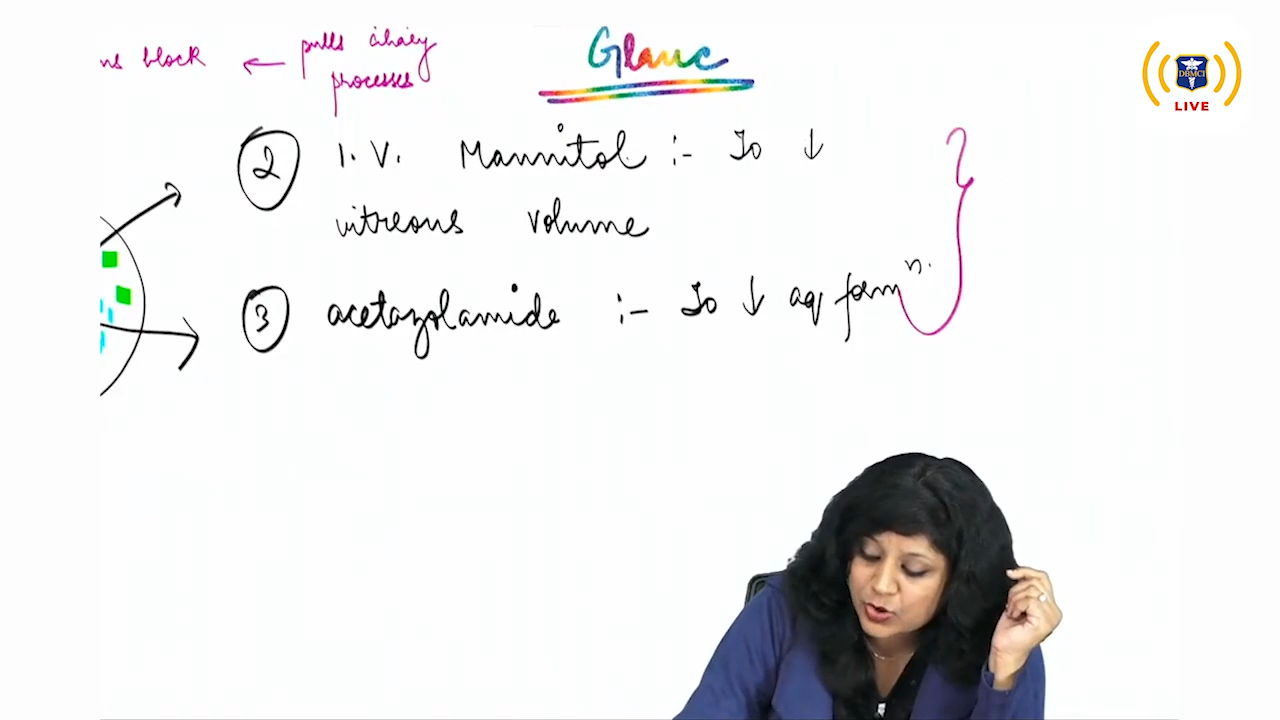 ns block ← pulls ciliary
processes
Glauc
DBMCI
LIVE
2 I.V. Mannitol :- To ↓
vitreous volume
3 acetazolamide :- To ↓ aq formn.